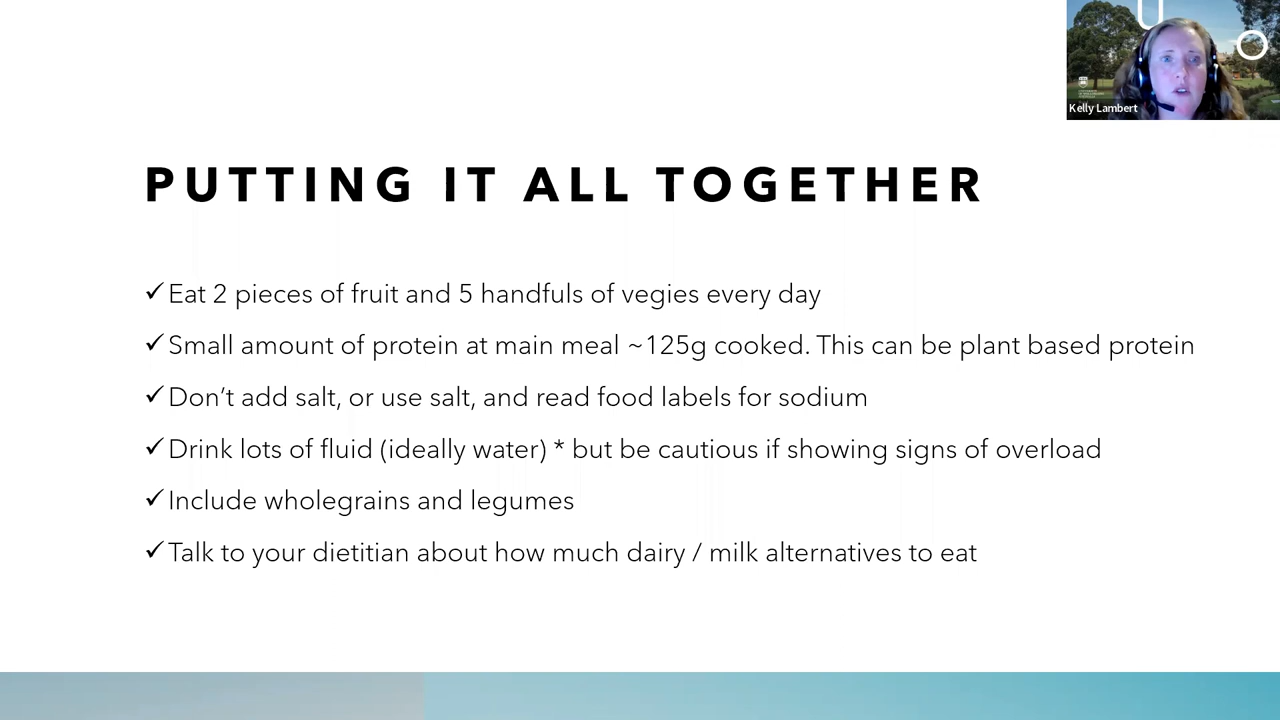 U
O
Kelly Lambert
PUTTING IT ALL TOGETHER
✓Eat 2 pieces of fruit and 5 handfuls of vegies every day
✓Small amount of protein at main meal ~125g cooked. This can be plant based protein
✓Don’t add salt, or use salt, and read food labels for sodium
✓Drink lots of fluid (ideally water) * but be cautious if showing signs of overload
✓Include wholegrains and legumes
✓Talk to your dietitian about how much dairy / milk alternatives to eat